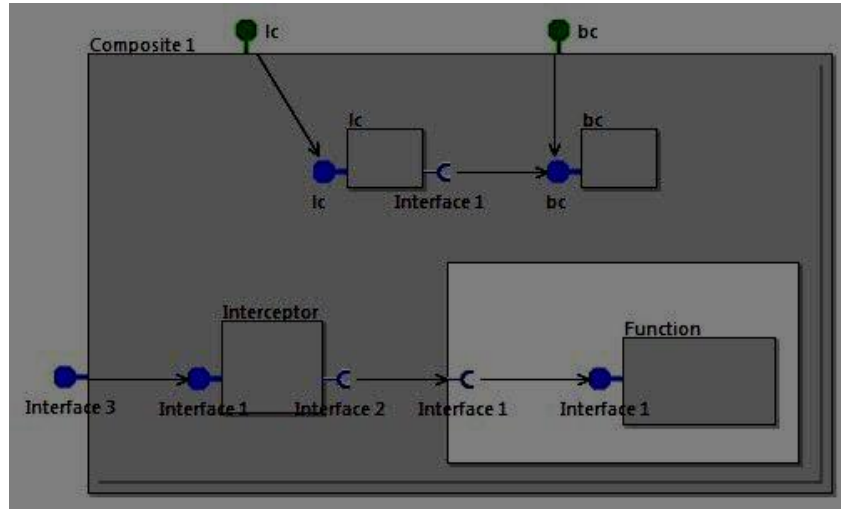 lc
bc
Composite 1
lc
bc
lc
Interface 1
bc
Interceptor
Function
Interface 3
Interface 1
Interface 2
Interface 1
Interface 1